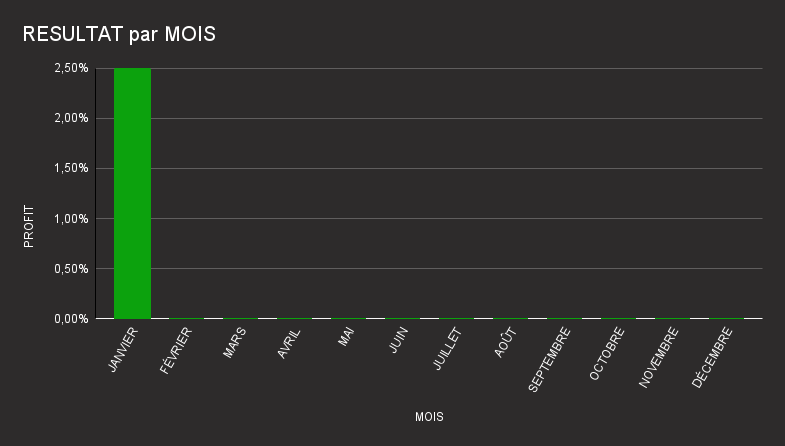 RESULTAT par MOIS
2,50%
2,00%
1,50%
1,00%
0,50%
0,00%
PROFIT
JANVIER
FÉVRIER
MARS
AVRIL
MAI
JUIN
JUILLET
AOÛT
SEPTEMBRE
OCTOBRE
NOVEMBRE
DÉCEMBRE
MOIS